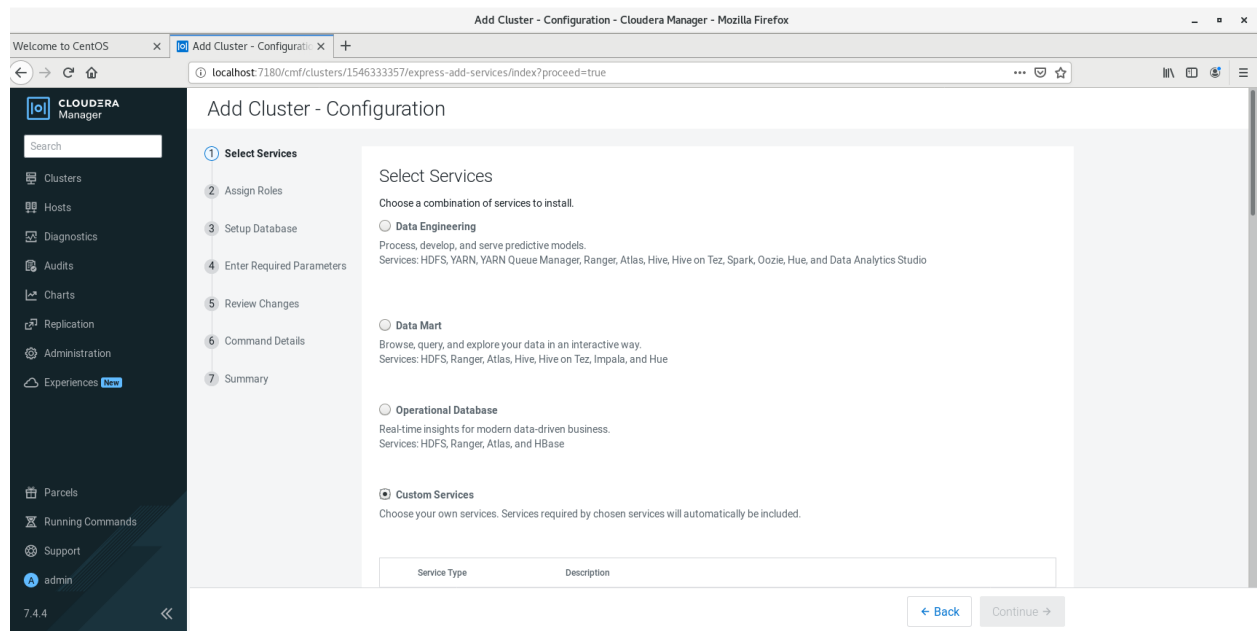 Add Cluster - Configuration - Cloudera Manager - Mozilla Firefox
Welcome to CentOS
Add Cluster - Configuratio
localhost:7180/cmf/clusters/1546333357/express-add-services/index?proceed=true
CLOUDERA
Manager
Search
Clusters
Hosts
Diagnostics
Audits
Charts
Replication
Administration
Experiences New
Parcels
Running Commands
Support
A admin
7.4.4
Add Cluster - Configuration
1 Select Services
2 Assign Roles
3 Setup Database
4 Enter Required Parameters
5 Review Changes
6 Command Details
7 Summary
Select Services
Choose a combination of services to install.
Data Engineering
Process, develop, and serve predictive models.
Services: HDFS, YARN, YARN Queue Manager, Ranger, Atlas, Hive, Hive on Tez, Spark, Oozie, Hue, and Data Analytics Studio
Data Mart
Browse, query, and explore your data in an interactive way.
Services: HDFS, Ranger, Atlas, Hive, Hive on Tez, Impala, and Hue
Operational Database
Real-time insights for modern data-driven business.
Services: HDFS, Ranger, Atlas, and HBase
Custom Services
Choose your own services. Services required by chosen services will automatically be included.
Service Type Description
← Back Continue →